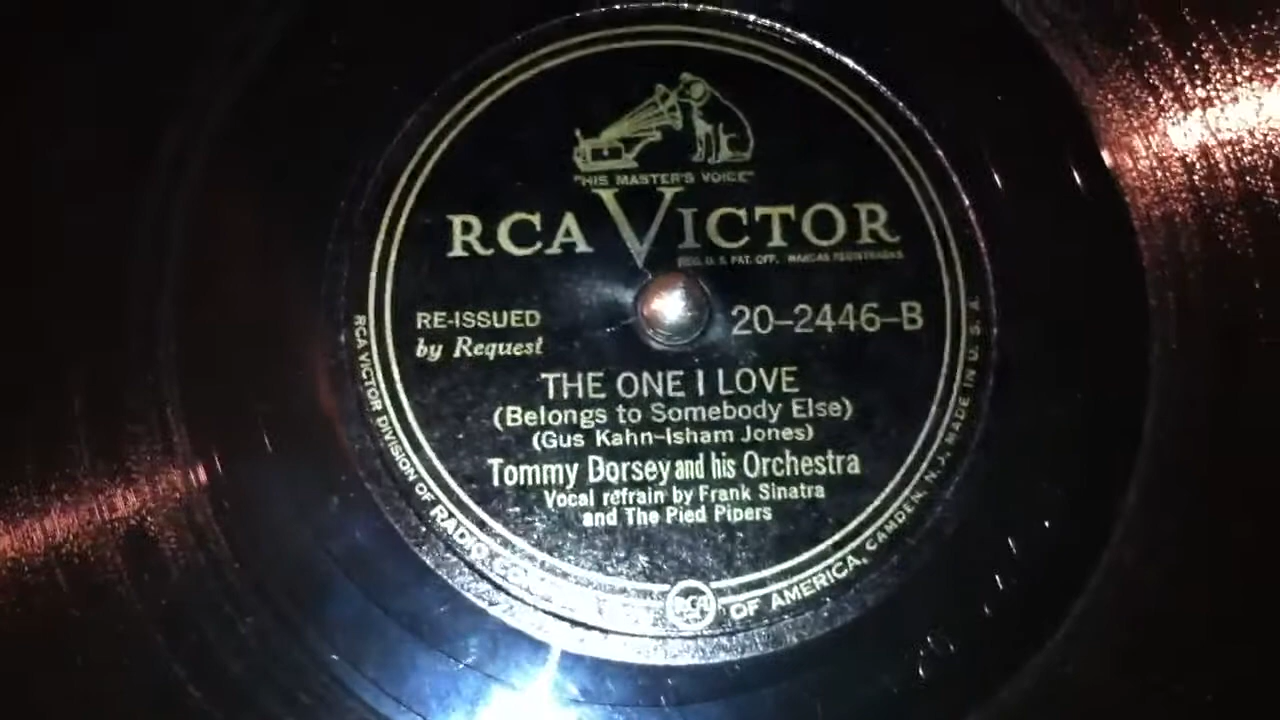 "HIS MASTER'S VOICE"
RCA VICTOR
REG. U. S. PAT. OFF. MARCAS REGISTRADAS
RE-ISSUED
by Request
20-2446-B
THE ONE I LOVE
(Belongs to Somebody Else)
(Gus Kahn-Isham Jones)
Tommy Dorsey and his Orchestra
Vocal refrain by Frank Sinatra
and The Pied Pipers
RCA VICTOR DIVISION OF RADIO
RCA
OF AMERICA, CAMDEN, N. J. MADE IN U. S. A.